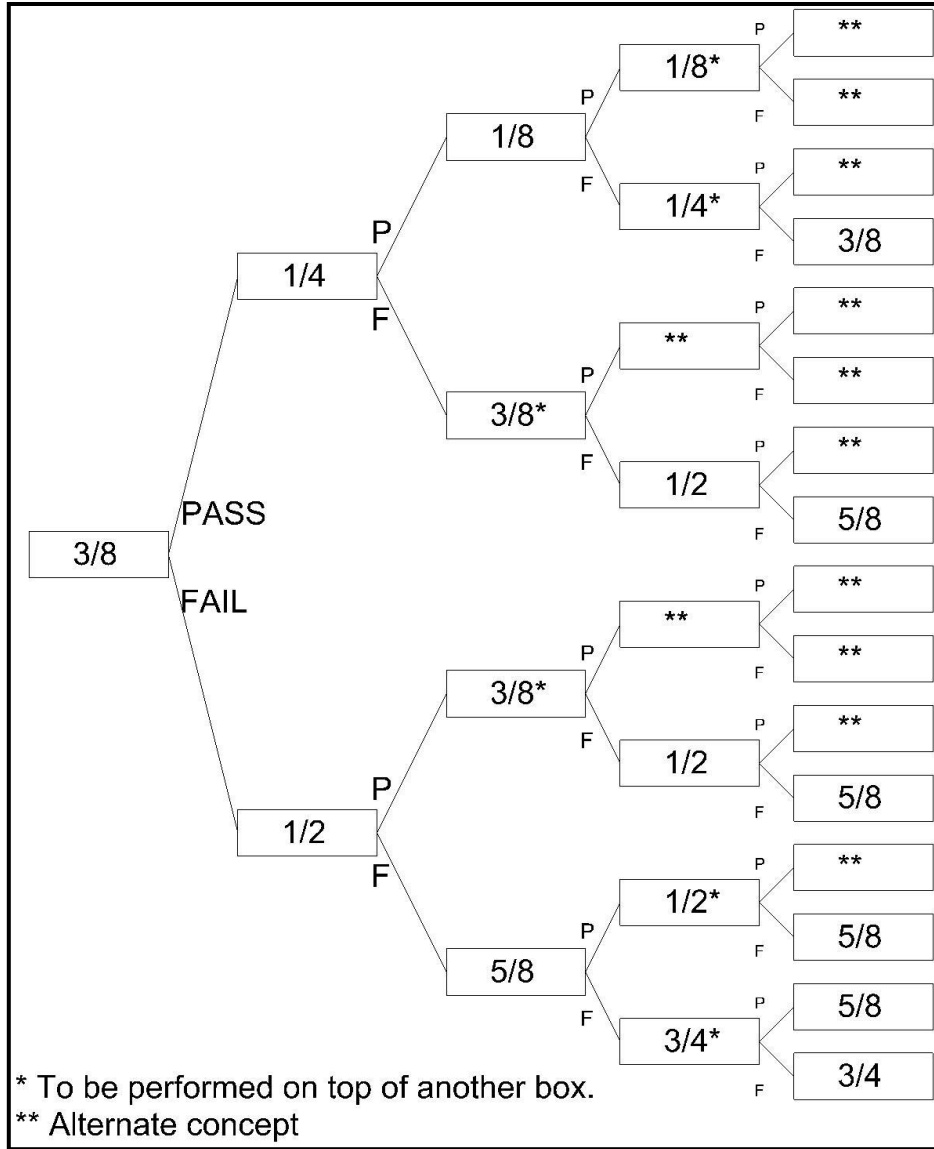 P
**
1/8*
P
**
F
1/8
P
**
F
1/4*
3/8
F
P
1/4
P
**
F
**
P
**
F
3/8*
P
**
F
1/2
5/8
F
PASS
3/8
FAIL
P
**
**
P
**
F
3/8*
P
**
F
1/2
5/8
P
F
1/2
F
P
**
1/2*
P
5/8
F
5/8
P
5/8
F
3/4*
3/4
F
* To be performed on top of another box.
** Alternate concept